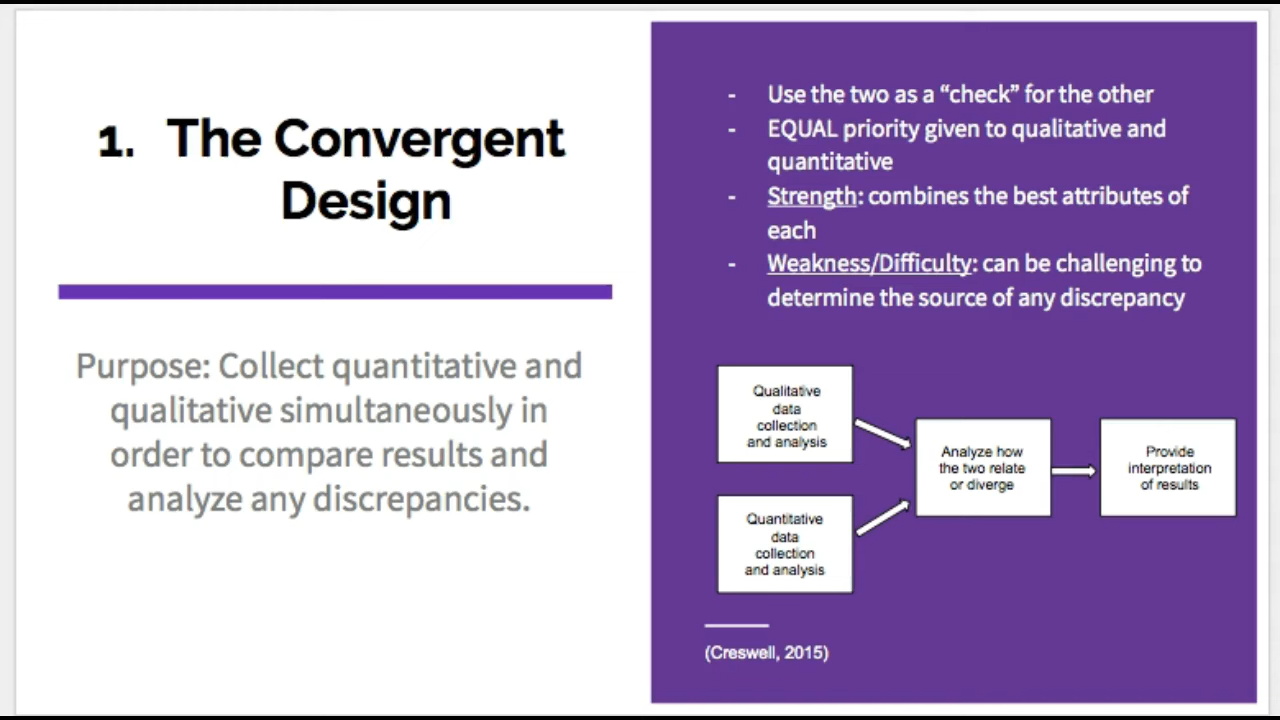 1. The Convergent
Design
Purpose: Collect quantitative and
qualitative simultaneously in
order to compare results and
analyze any discrepancies.
- Use the two as a “check” for the other
- EQUAL priority given to qualitative and
quantitative
- Strength: combines the best attributes of
each
- Weakness/Difficulty: can be challenging to
determine the source of any discrepancy
Qualitative
data
collection
and analysis
Quantitative
data
collection
and analysis
Analyze how
the two relate
or diverge
Provide
interpretation
of results
(Creswell, 2015)